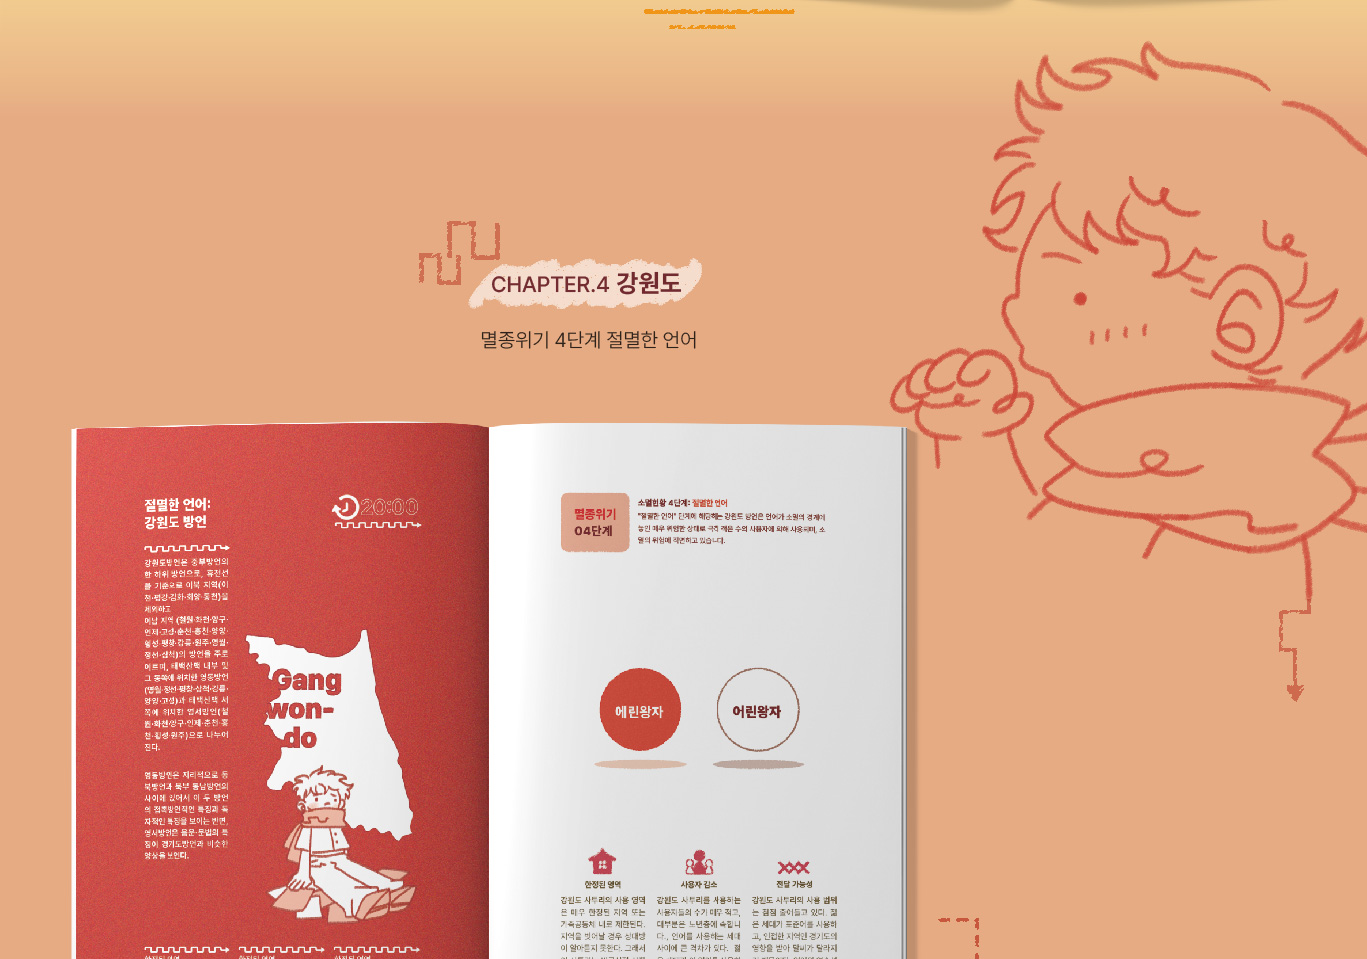 CHAPTER.4 강원도
멸종위기 4단계 절멸한 언어
절멸한 언어:
강원도 방언
20:00
강원도방언은 중부방언의
한 하위 방언으로, 휴전선
을 기준으로 이북 지역(이
천·평강·김화·회양·통천)을
제외하고
이남 지역 (철원·화천·양구·
인제·고성·춘천·홍천·양양·
횡성·평창·강릉·원주·영월·
정선·삼척)의 방언을 주로
이르며, 태백산맥 내부 및
그 동쪽에 위치한 영동방언
(영월·정선·평창·삼척·강릉·
양양·고성)과 태백산맥 서
쪽에 위치한 영서방언(철
원·화천·양구·인제·춘천·홍
천·횡성·원주)으로 나누어
진다.
영동방언은 지리적으로 동
북방언과 북부 동남방언의
사이에 있어서 이 두 방언
의 접촉방언적인 특징과 독
자적인 특징을 보이는 반면,
영서방언은 음운·문법의 특
징이 경기도방언과 비슷한
양상을 보인다.
Gang
won-
do
멸종위기
04단계
소멸현황 4단계: 절멸한 언어
"절멸한 언어" 단계에 해당하는 강원도 방언은 언어가 소멸의 경계에
놓인 매우 위험한 상태로 극히 적은 수의 사용자에 의해 사용되며, 소
멸의 위험에 직면하고 있습니다.
에린왕자
어린왕자
한정된 영역
강원도 사투리의 사용 영역
은 매우 한정된 지역 또는
가족공동체 내로 제한된다.
지역을 벗어날 경우 상대방
이 알아듣지 못한다. 그래서
사용자 감소
강원도 사투리를 사용하는
사용자들의 수가 매우 적고,
대부분은 노년층에 속합니
다., 언어를 사용하는 세대
사이에 큰 격차가 있다. 젊
전달 가능성
강원도 사투리의 사용 범위
는 점점 줄어들고 있다. 젊
은 세대가 표준어를 사용하
고, 인접한 지역인 경기도의
영향을 받아 말씨가 달라지